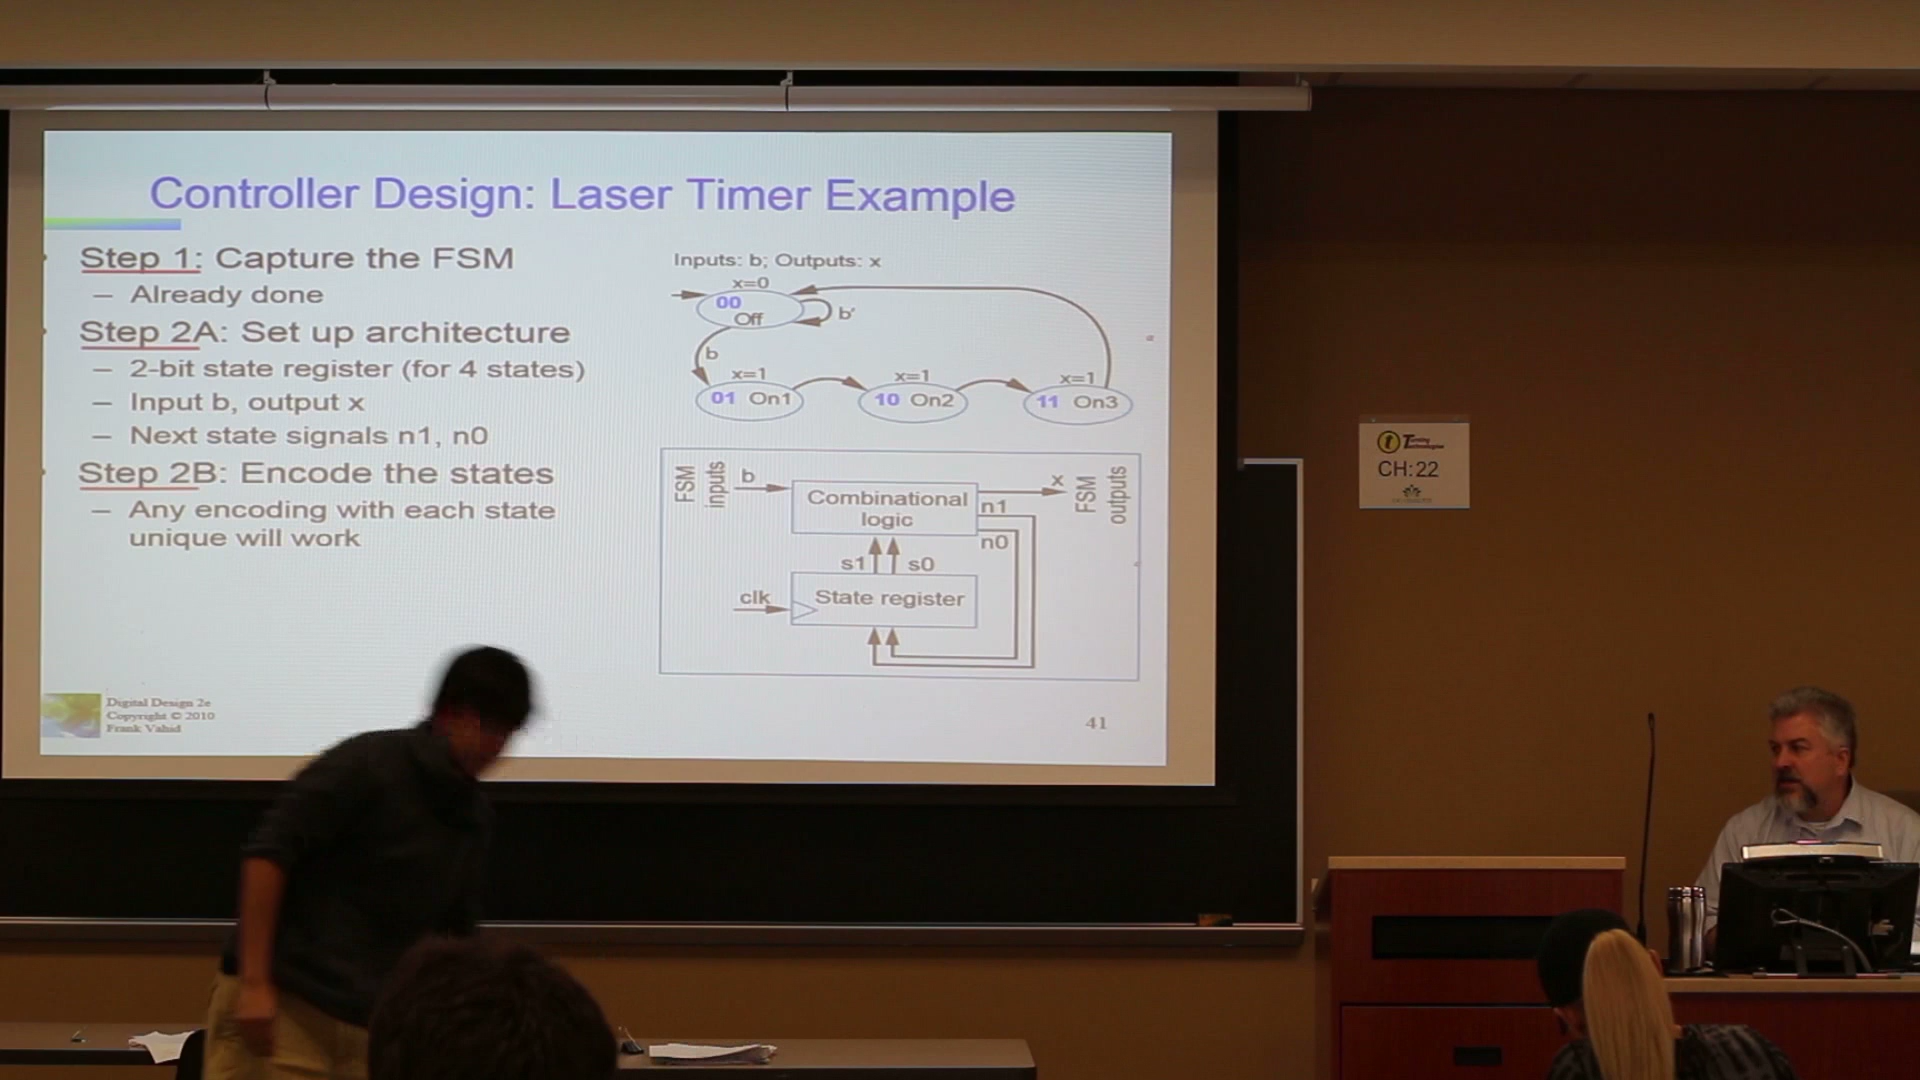 Controller Design: Laser Timer Example
Step 1: Capture the FSM
– Already done
Step 2A: Set up architecture
– 2-bit state register (for 4 states)
– Input b, output x
– Next state signals n1, n0
Step 2B: Encode the states
– Any encoding with each state
unique will work
Inputs: b; Outputs: x
x=0
00
Off
b'
b
x=1
x=1
x=1
01 On1
10 On2
11 On3
FSM
inputs
b
Combinational
logic
n1
n0
x
FSM
outputs
s1
s0
clk
State register
Digital Design 2e
Copyright © 2010
Frank Vahid
41
Turning
Technologies
CH:22